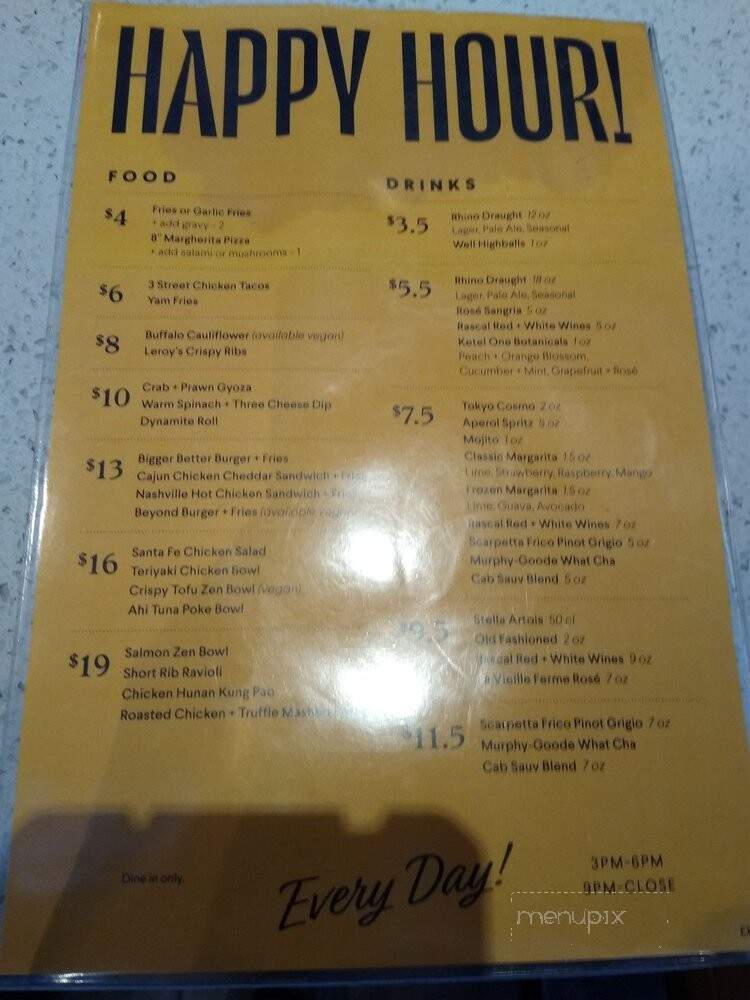 HAPPY HOUR!
FOOD
$4
Fries or Garlic Fries
+ add gravy - 2
8" Margherita Pizza
+ add salami or mushrooms - 1
$6
3 Street Chicken Tacos
Yam Fries
$8
Buffalo Cauliflower (available vegan)
Leroy's Crispy Ribs
$10
Crab + Prawn Gyoza
Warm Spinach + Three Cheese Dip
Dynamite Roll
$13
Bigger Better Burger + Fries
Cajun Chicken Cheddar Sandwich + Fries
Nashville Hot Chicken Sandwich + Fries
Beyond Burger + Fries (available vegan)
$16
Santa Fe Chicken Salad
Teriyaki Chicken Bowl
Crispy Tofu Zen Bowl (vegan)
Ahi Tuna Poke Bowl
$19
Salmon Zen Bowl
Short Rib Ravioli
Chicken Hunan Kung Pao
Roasted Chicken + Truffle Mashed
DRINKS
$3.5
Rhino Draught 12 oz
Lager, Pale Ale, Seasonal
Well Highballs 1 oz
$5.5
Rhino Draught 18 oz
Lager, Pale Ale, Seasonal
Rosé Sangria 5 oz
Rascal Red + White Wines 5 oz
Ketel One Botanicals 1 oz
Peach + Orange Blossom,
Cucumber + Mint, Grapefruit + Rosé
$7.5
Tokyo Cosmo 2 oz
Aperol Spritz 5 oz
Mojito 1 oz
Classic Margarita 1.5 oz
Lime, Strawberry, Raspberry, Mango
Frozen Margarita 1.5 oz
Lime, Guava, Avocado
Rascal Red + White Wines 7 oz
Scarpetta Frico Pinot Grigio 5 oz
Murphy-Goode What Cha
Cab Sauv Blend 5 oz
$9.5
Stella Artois 50 cl
Old Fashioned 2 oz
Rascal Red + White Wines 9 oz
La Vieille Ferme Rosé 7 oz
$11.5
Scarpetta Frico Pinot Grigio 7 oz
Murphy-Goode What Cha
Cab Sauv Blend 7 oz
Dine in only.
Every Day!
3PM-6PM
9PM-CLOSE
menupix